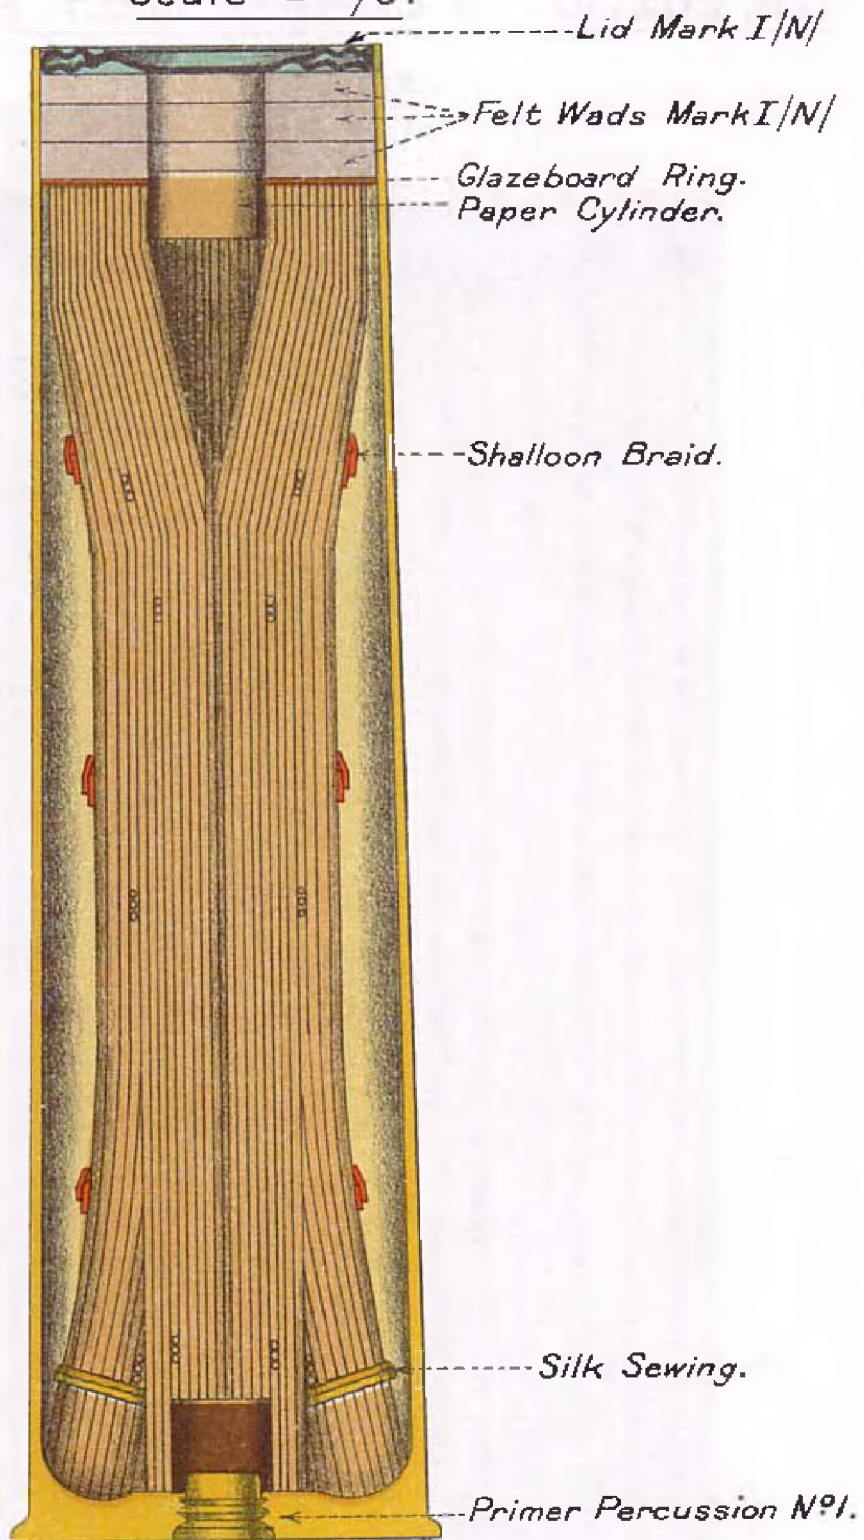 Lid Mark I/N/
Felt Wads Mark I/N/
Glazeboard Ring.
Paper Cylinder.
Shalloon Braid.
Silk Sewing.
Primer Percussion Nº1.